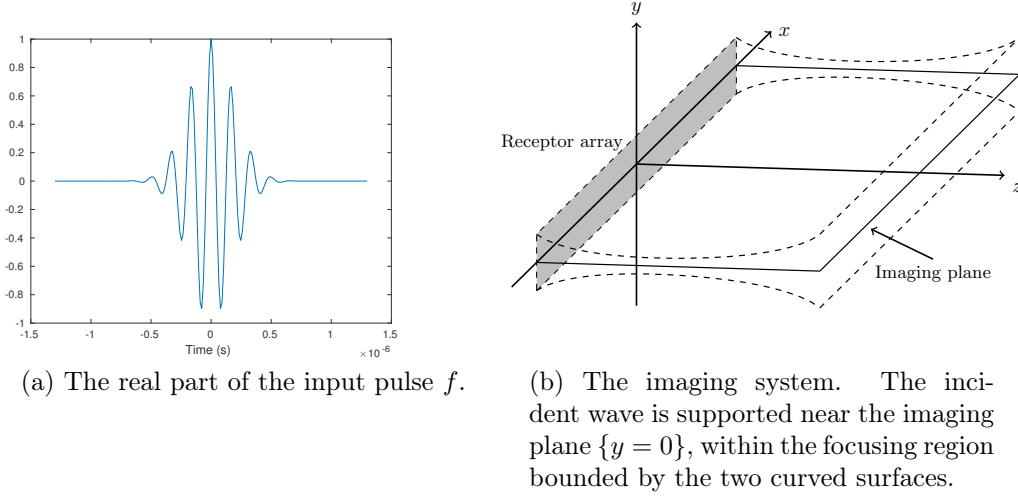 1
0.8
0.6
0.4
0.2
0
-0.2
-0.4
-0.6
-0.8
-1
-1.5 -1 -0.5 0 0.5 1 1.5
Time (s)
×10⁻⁶
(a) The real part of the input pulse f.
y
x
Receptor array
z
Imaging plane
(b) The imaging system. The inci-
dent wave is supported near the imaging
plane {y = 0}, within the focusing region
bounded by the two curved surfaces.